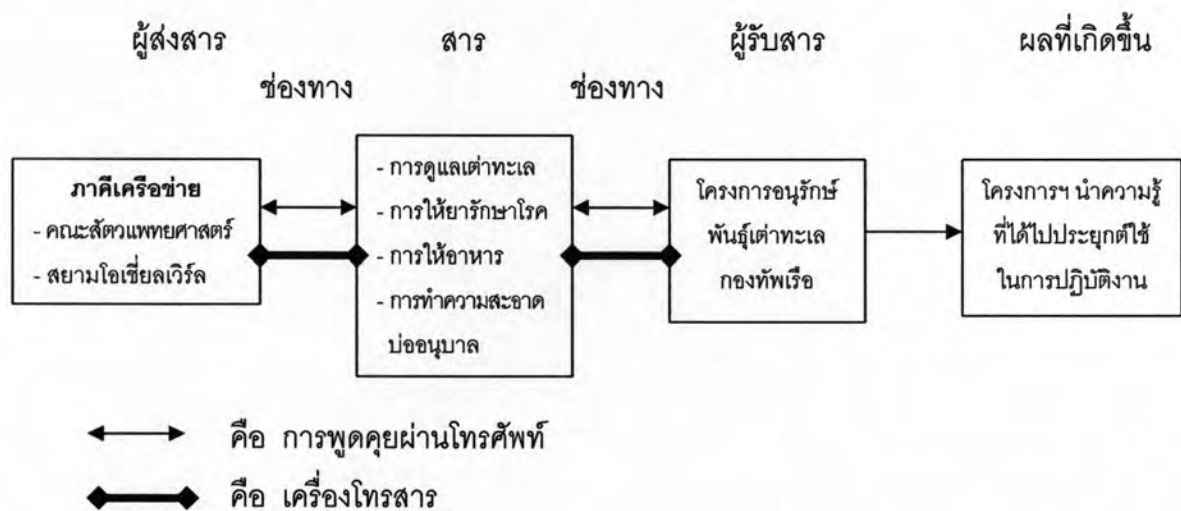 ผู้ส่งสาร
สาร
ผู้รับสาร
ผลที่เกิดขึ้น
ช่องทาง
ช่องทาง
ภาคีเครือข่าย
- คณะสัตวแพทยศาสตร์
- สยามโอเชี่ยลเวิร์ล
- การดูแลเต่าทะเล
- การให้ยารักษาโรค
- การให้อาหาร
- การทำความสะอาด
บ่ออนุบาล
โครงการอนุรักษ์
พันธุ์เต่าทะเล
กองทัพเรือ
โครงการฯ นำความรู้
ที่ได้ไปประยุกต์ใช้
ในการปฏิบัติงาน
คือ การพูดคุยผ่านโทรศัพท์
คือ เครื่องโทรสาร